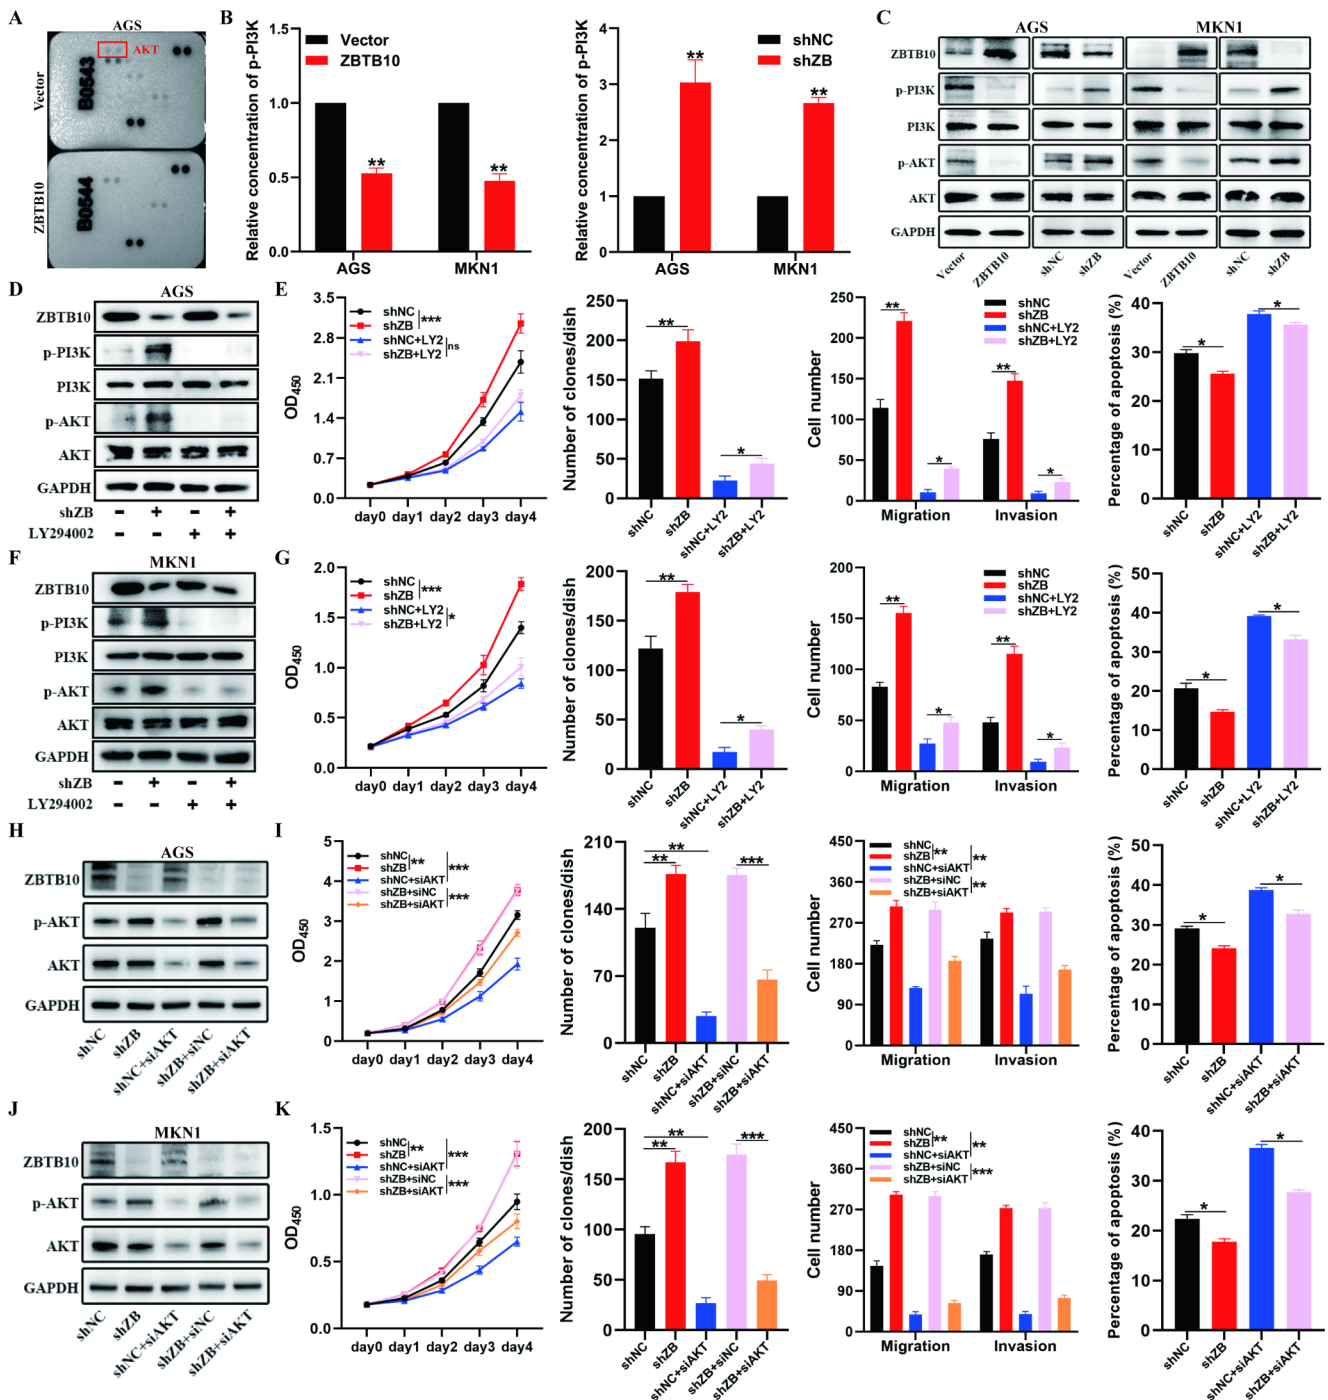 A
AGS
AKT
B0543
Vector
B0544
ZBTB10
B
Relative concentration of p-PI3K
1.5
1.0
0.5
0.0
Vector
ZBTB10
**
**
AGS
MKN1
Relative concentration of p-PI3K
4
3
2
1
0
shNC
shZB
**
**
AGS
MKN1
C
AGS
MKN1
ZBTB10
p-PI3K
PI3K
p-AKT
AKT
GAPDH
Vector
ZBTB10
shNC
shZB
Vector
ZBTB10
shNC
shZB
D
AGS
ZBTB10
p-PI3K
PI3K
p-AKT
AKT
GAPDH
shZB - + - +
LY294002 - - + +
E
OD450
3.5
2.8
2.1
1.4
0.7
0.0
shNC
shZB
***
shNC+LY2
shZB+LY2
ns
day0 day1 day2 day3 day4
Number of clones/dish
250
200
150
100
50
0
**
*
shNC
shZB
shNC+LY2
shZB+LY2
Cell number
250
200
150
100
50
0
shNC
shZB
shNC+LY2
shZB+LY2
**
*
**
*
Migration
Invasion
Percentage of apoptosis (%)
40
30
20
10
0
*
*
shNC
shZB
shNC+LY2
shZB+LY2
F
MKN1
ZBTB10
p-PI3K
PI3K
p-AKT
AKT
GAPDH
shZB - + - +
LY294002 - - + +
G
OD450
2.0
1.5
1.0
0.5
0.0
shNC
shZB
***
shNC+LY2
shZB+LY2
*
day0 day1 day2 day3 day4
Number of clones/dish
200
150
100
50
0
**
*
shNC
shZB
shNC+LY2
shZB+LY2
Cell number
200
150
100
50
0
shNC
shZB
shNC+LY2
shZB+LY2
**
*
**
*
Migration
Invasion
Percentage of apoptosis (%)
50
40
30
20
10
0
*
*
shNC
shZB
shNC+LY2
shZB+LY2
H
AGS
ZBTB10
p-AKT
AKT
GAPDH
shNC
shZB
shNC+siAKT
shZB+siNC
shZB+siAKT
I
OD450
5
4
3
2
1
0
shNC
shZB
**
shNC+siAKT
***
shZB+siNC
shZB+siAKT
***
day0 day1 day2 day3 day4
Number of clones/dish
210
140
70
0
**
**
***
shNC
shZB
shNC+siAKT
shZB+siNC
shZB+siAKT
Cell number
450
360
270
180
90
0
shNC
shZB
**
shNC+siAKT
**
shZB+siNC
shZB+siAKT
**
Migration
Invasion
Percentage of apoptosis (%)
50
40
30
20
10
0
*
*
shNC
shZB
shNC+siAKT
shZB+siAKT
J
MKN1
ZBTB10
p-AKT
AKT
GAPDH
shNC
shZB
shNC+siAKT
shZB+siNC
shZB+siAKT
K
OD450
1.5
1.0
0.5
0.0
shNC
shZB
**
shNC+siAKT
***
shZB+siNC
shZB+siAKT
***
day0 day1 day2 day3 day4
Number of clones/dish
200
150
100
50
0
**
**
***
shNC
shZB
shNC+siAKT
shZB+siNC
shZB+siAKT
Cell number
450
360
270
180
90
0
shNC
shZB
**
shNC+siAKT
**
shZB+siNC
shZB+siAKT
***
Migration
Invasion
Percentage of apoptosis (%)
40
30
20
10
0
*
*
shNC
shZB
shNC+siAKT
shZB+siAKT